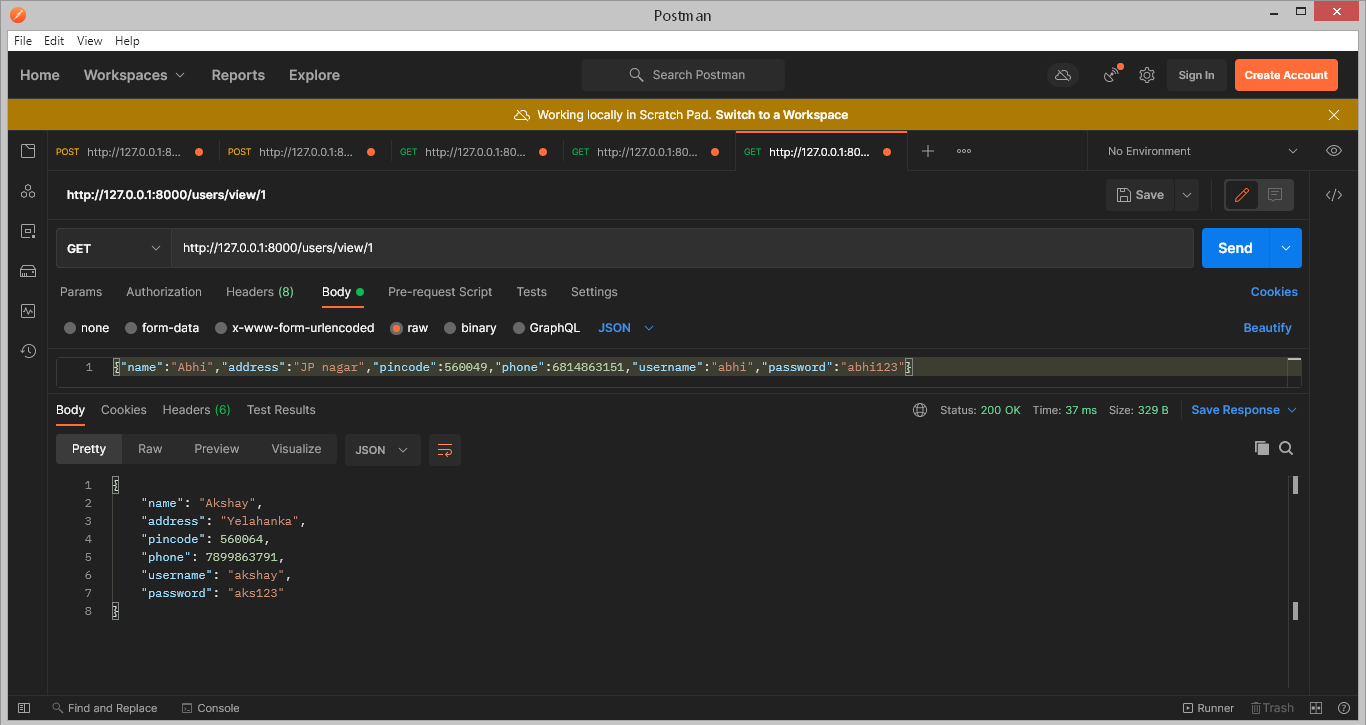 Postman
File Edit View Help
Home Workspaces Reports Explore Search Postman Sign In Create Account
Working locally in Scratch Pad. Switch to a Workspace
POST http://127.0.0.1:8... POST http://127.0.0.1:8... GET http://127.0.0.1:80... GET http://127.0.0.1:80... GET http://127.0.0.1:80... No Environment
http://127.0.0.1:8000/users/view/1 Save
GET http://127.0.0.1:8000/users/view/1 Send
Params Authorization Headers (8) Body Pre-request Script Tests Settings Cookies
none form-data x-www-form-urlencoded raw binary GraphQL JSON Beautify
1 {"name":"Abhi","address":"JP nagar","pincode":560049,"phone":6814863151,"username":"abhi","password":"abhi123"}
Body Cookies Headers (6) Test Results Status: 200 OK Time: 37 ms Size: 329 B Save Response
Pretty Raw Preview Visualize JSON
1 {
2 "name": "Akshay",
3 "address": "Yelahanka",
4 "pincode": 560064,
5 "phone": 7899863791,
6 "username": "akshay",
7 "password": "aks123"
8 }
Find and Replace Console Runner Trash